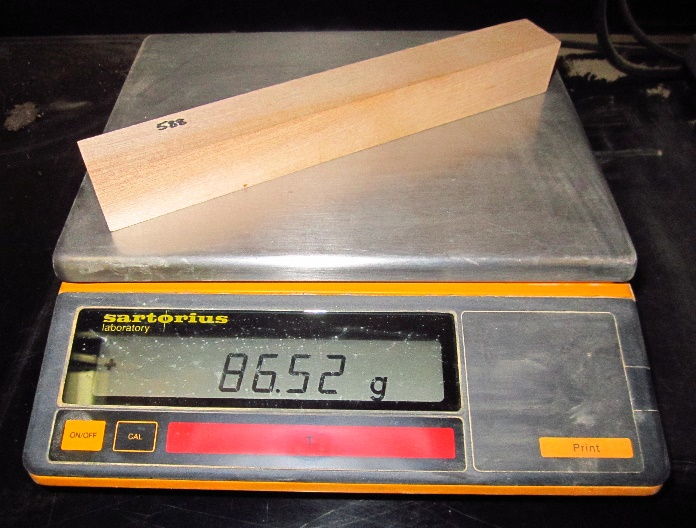 588
sartorius
laboratory
+ 86.52 g
ON/OFF
CAL
T
Print